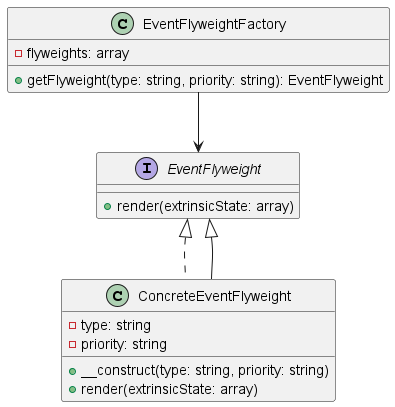 C EventFlyweightFactory
flyweights: array
getFlyweight(type: string, priority: string): EventFlyweight
I EventFlyweight
render(extrinsicState: array)
C ConcreteEventFlyweight
type: string
priority: string
__construct(type: string, priority: string)
render(extrinsicState: array)